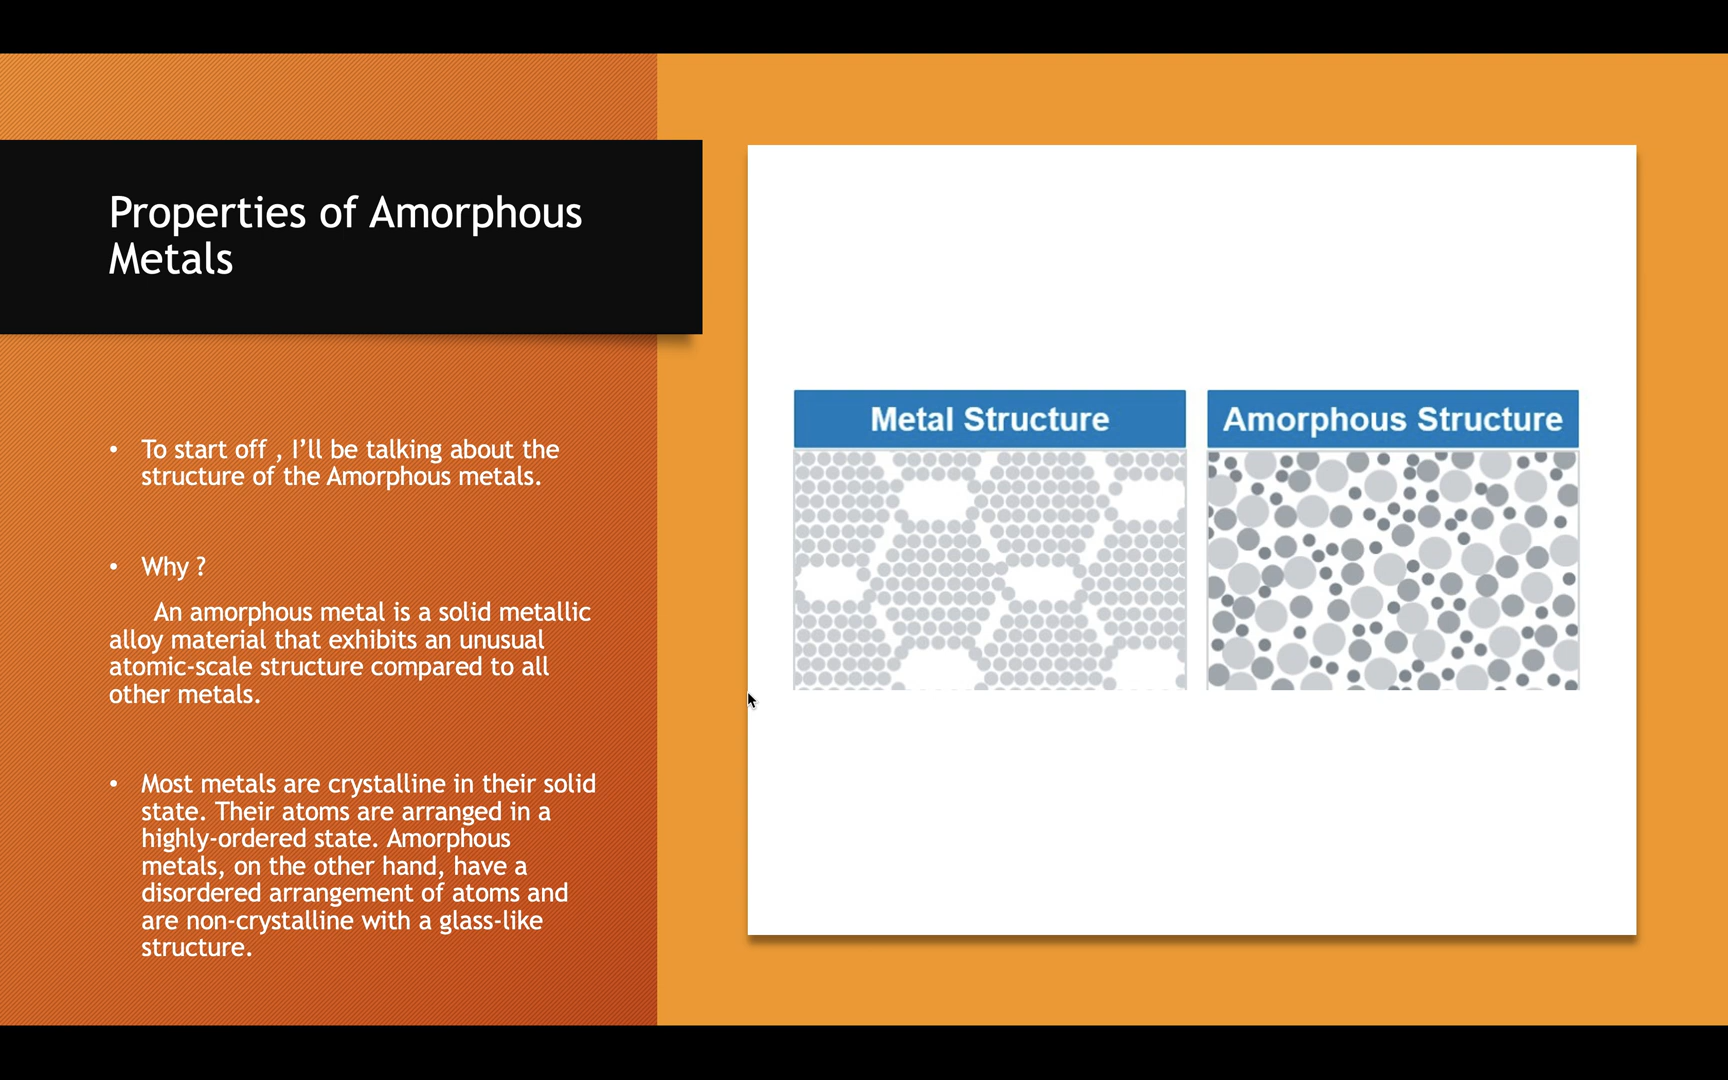 Properties of Amorphous
Metals
• To start off , I’ll be talking about the
structure of the Amorphous metals.
• Why ?
An amorphous metal is a solid metallic
alloy material that exhibits an unusual
atomic-scale structure compared to all
other metals.
• Most metals are crystalline in their solid
state. Their atoms are arranged in a
highly-ordered state. Amorphous
metals, on the other hand, have a
disordered arrangement of atoms and
are non-crystalline with a glass-like
structure.
Metal Structure
Amorphous Structure